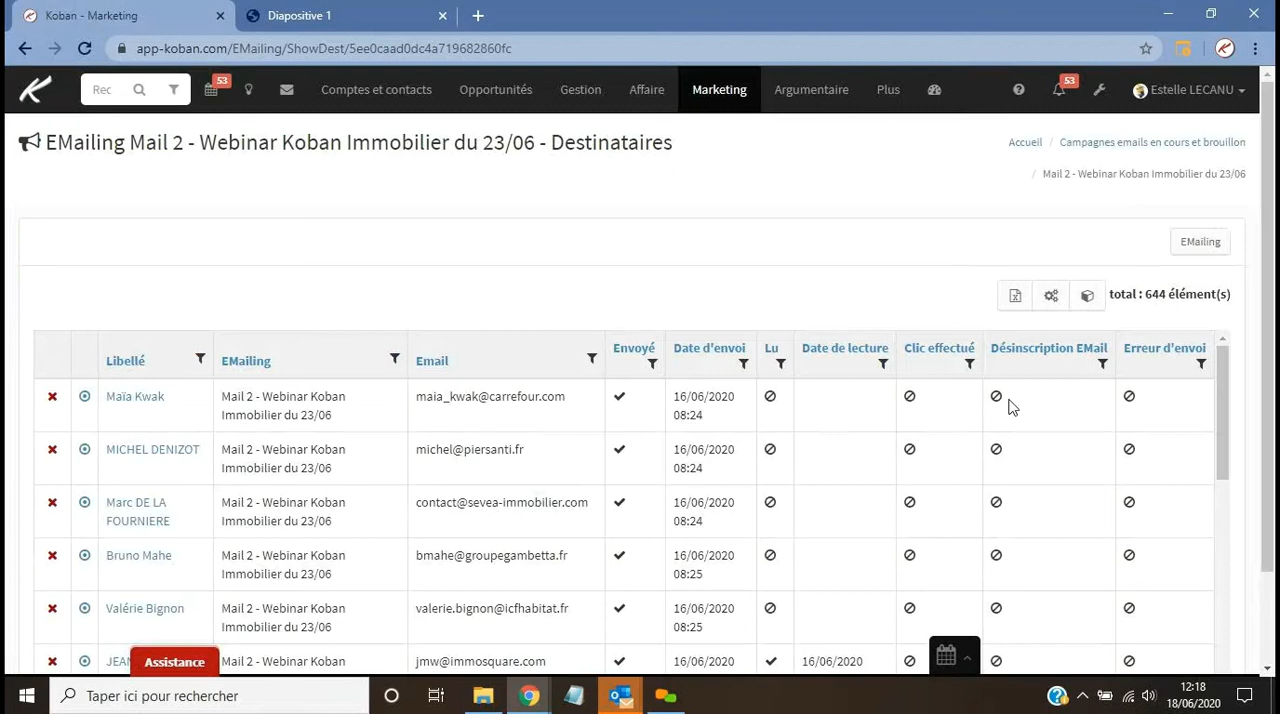 Koban - Marketing
Diapositive 1
app-koban.com/EMailing/ShowDest/5ee0caad0dc4a719682860fc
Rec
53
Comptes et contacts
Opportunités
Gestion
Affaire
Marketing
Argumentaire
Plus
53
Estelle LECANU
EMailing Mail 2 - Webinar Koban Immobilier du 23/06 - Destinataires
Accueil / Campagnes emails en cours et brouillon
/ Mail 2 - Webinar Koban Immobilier du 23/06
EMailing
total : 644 élément(s)
Libellé
EMailing
Email
Envoyé
Date d'envoi
Lu
Date de lecture
Clic effectué
Désinscription EMail
Erreur d'envoi
Maïa Kwak
Mail 2 - Webinar Koban
Immobilier du 23/06
maia_kwak@carrefour.com
16/06/2020
08:24
MICHEL DENIZOT
Mail 2 - Webinar Koban
Immobilier du 23/06
michel@piersanti.fr
16/06/2020
08:24
Marc DE LA
FOURNIERE
Mail 2 - Webinar Koban
Immobilier du 23/06
contact@sevea-immobilier.com
16/06/2020
08:24
Bruno Mahe
Mail 2 - Webinar Koban
Immobilier du 23/06
bmahe@groupegambetta.fr
16/06/2020
08:25
Valérie Bignon
Mail 2 - Webinar Koban
Immobilier du 23/06
valerie.bignon@icfhabitat.fr
16/06/2020
08:25
Mail 2 - Webinar Koban
jmw@immosquare.com
16/06/2020
16/06/2020
Assistance
Taper ici pour rechercher
12:18
18/06/2020